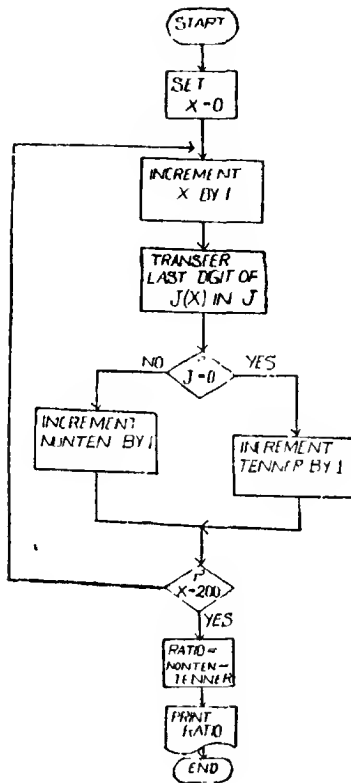 START
SET
X=0
INCREMENT
X BY 1
TRANSFER
LAST DIGIT OF
J(X) IN J
?
J=0
NO
YES
INCREMENT
NONTEN BY 1
INCREMENT
TENNER BY 1
?
X=200
YES
RATIO=
NONTEN-
TENNER
PRINT
RATIO
END